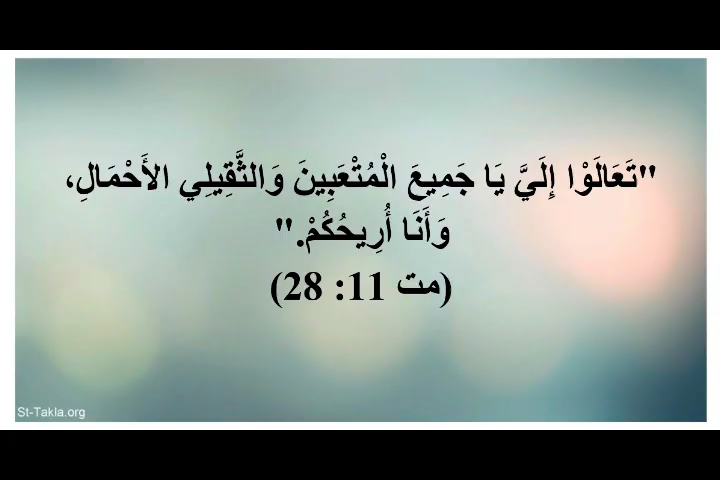 "تَعَالَوْا إِلَيَّ يَا جَمِيعَ الْمُتْعَبِينَ وَالثَّقِيلِي الأَحْمَالِ،
وَأَنَا أُرِيحُكُمْ."
(مت 11: 28)
St-Takla.org